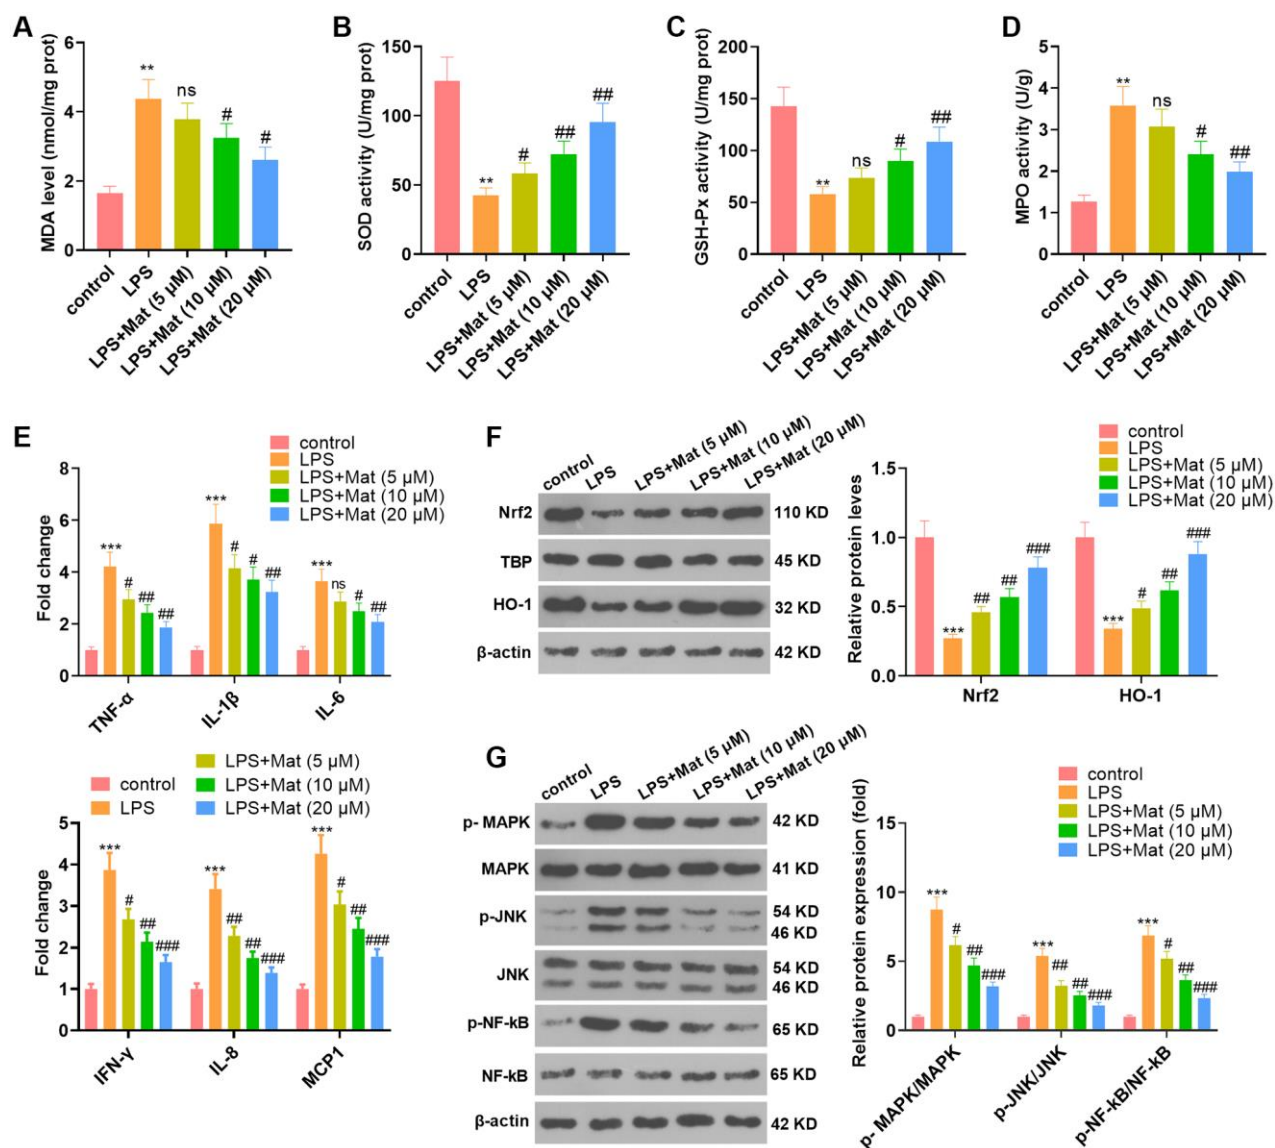 A
MDA level (nmol/mg prot)
6
4
2
0
**
ns
#
#
control
LPS
LPS+Mat (5 µM)
LPS+Mat (10 µM)
LPS+Mat (20 µM)
B
SOD activity (U/mg prot)
150
100
50
0
**
#
##
##
control
LPS
LPS+Mat (5 µM)
LPS+Mat (10 µM)
LPS+Mat (20 µM)
C
GSH-Px activity (U/mg prot)
200
150
100
50
0
**
ns
#
##
control
LPS
LPS+Mat (5 µM)
LPS+Mat (10 µM)
LPS+Mat (20 µM)
D
MPO activity (U/g)
5
4
3
2
1
0
**
ns
#
##
control
LPS
LPS+Mat (5 µM)
LPS+Mat (10 µM)
LPS+Mat (20 µM)
E
control
LPS
LPS+Mat (5 µM)
LPS+Mat (10 µM)
LPS+Mat (20 µM)
Fold change
8
6
4
2
0
*** # ## ##
*** # # ##
*** ns # ##
TNF-α
IL-1β
IL-6
control
LPS
LPS+Mat (5 µM)
LPS+Mat (10 µM)
LPS+Mat (20 µM)
Fold change
5
4
3
2
1
0
*** # ## ###
*** ## ## ###
*** # ## ###
IFN-γ
IL-8
MCP1
F
control
LPS
LPS+Mat (5 µM)
LPS+Mat (10 µM)
LPS+Mat (20 µM)
Nrf2 110 KD
TBP 45 KD
HO-1 32 KD
β-actin 42 KD
control
LPS
LPS+Mat (5 µM)
LPS+Mat (10 µM)
LPS+Mat (20 µM)
Relative protein leves
1.5
1.0
0.5
0.0
*** ## ## ###
*** # ## ###
Nrf2
HO-1
G
control
LPS
LPS+Mat (5 µM)
LPS+Mat (10 µM)
LPS+Mat (20 µM)
p- MAPK 42 KD
MAPK 41 KD
p-JNK 54 KD
46 KD
JNK 54 KD
46 KD
p-NF-kB 65 KD
NF-kB 65 KD
β-actin 42 KD
control
LPS
LPS+Mat (5 µM)
LPS+Mat (10 µM)
LPS+Mat (20 µM)
Relative protein expression (fold)
15
10
5
0
*** # ## ###
*** ## ## ###
*** # ## ###
p- MAPK/MAPK
p-JNK/JNK
p-NF-kB/NF-kB